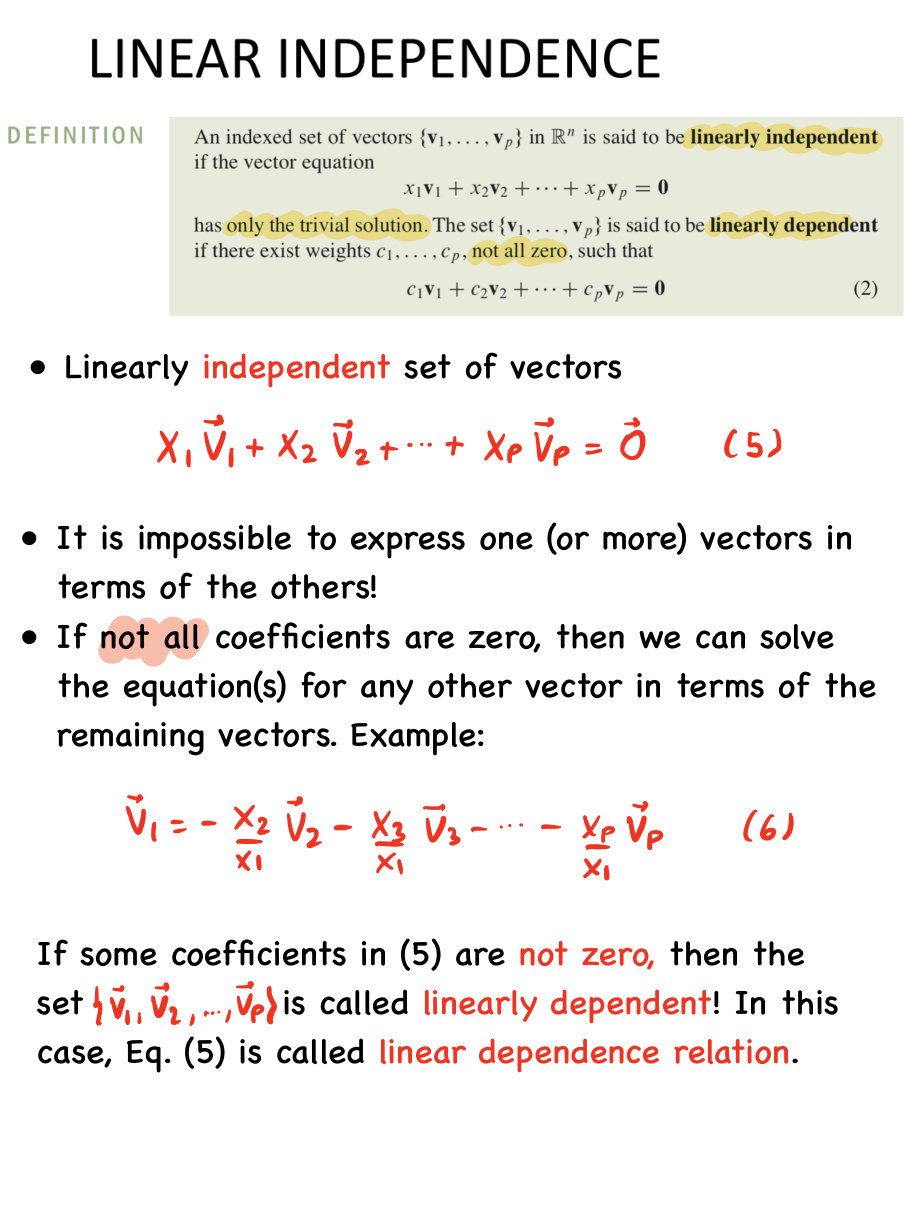 LINEAR INDEPENDENCE
DEFINITION
An indexed set of vectors {v₁, . . . , vₚ} in ℝⁿ is said to be linearly independent
if the vector equation
x₁v₁ + x₂v₂ + ··· + xₚvₚ = 0
has only the trivial solution. The set {v₁, . . . , vₚ} is said to be linearly dependent
if there exist weights c₁, . . . , cₚ, not all zero, such that
c₁v₁ + c₂v₂ + ··· + cₚvₚ = 0 (2)
• Linearly independent set of vectors
x₁v⃗₁ + x₂v⃗₂ + ··· + xₚv⃗ₚ = 0⃗ (5)
• It is impossible to express one (or more) vectors in
terms of the others!
• If not all coefficients are zero, then we can solve
the equation(s) for any other vector in terms of the
remaining vectors. Example:
v⃗₁ = - x₂/x₁ v⃗₂ - x₃/x₁ v⃗₃ - ··· - xₚ/x₁ v⃗ₚ (6)
If some coefficients in (5) are not zero, then the
set {v⃗₁, v⃗₂, ..., v⃗ₚ} is called linearly dependent! In this
case, Eq. (5) is called linear dependence relation.